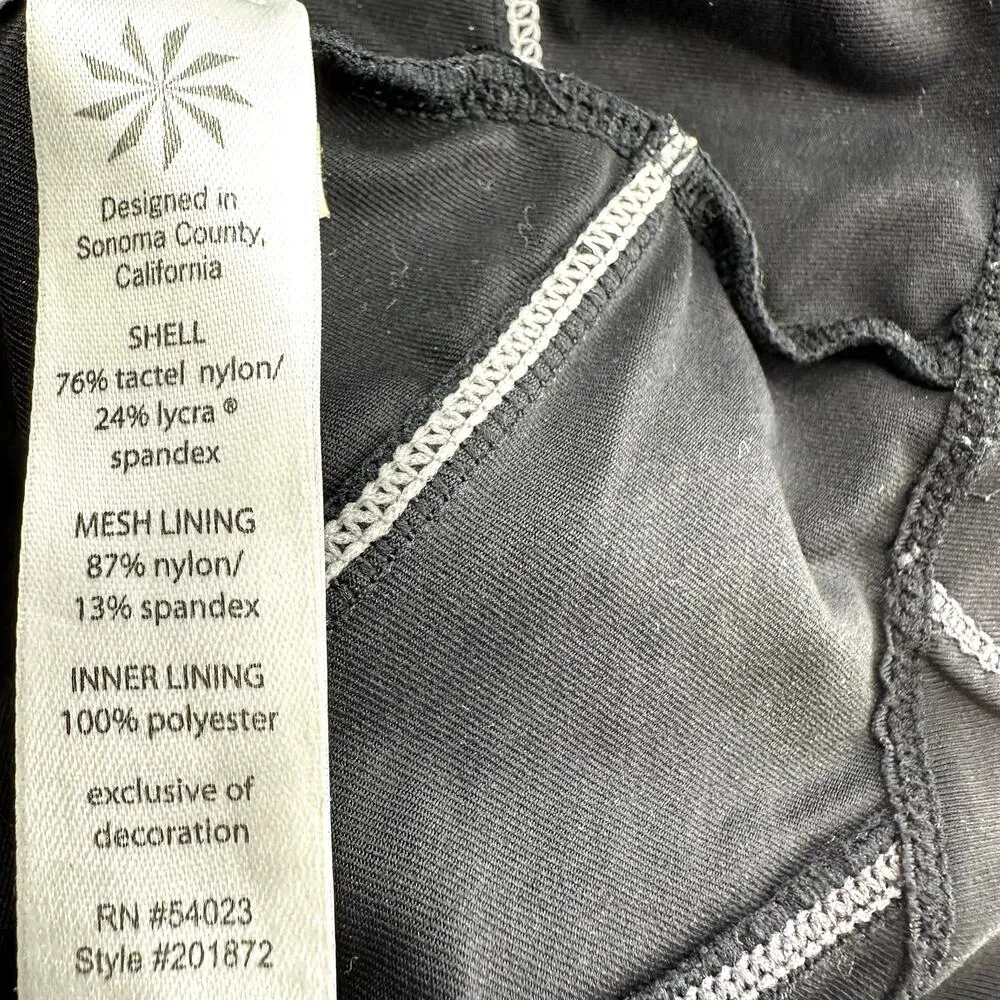 Designed in
Sonoma County,
California
SHELL
76% tactel nylon/
24% lycra ®
spandex
MESH LINING
87% nylon/
13% spandex
INNER LINING
100% polyester
exclusive of
decoration
RN #54023
Style #201872